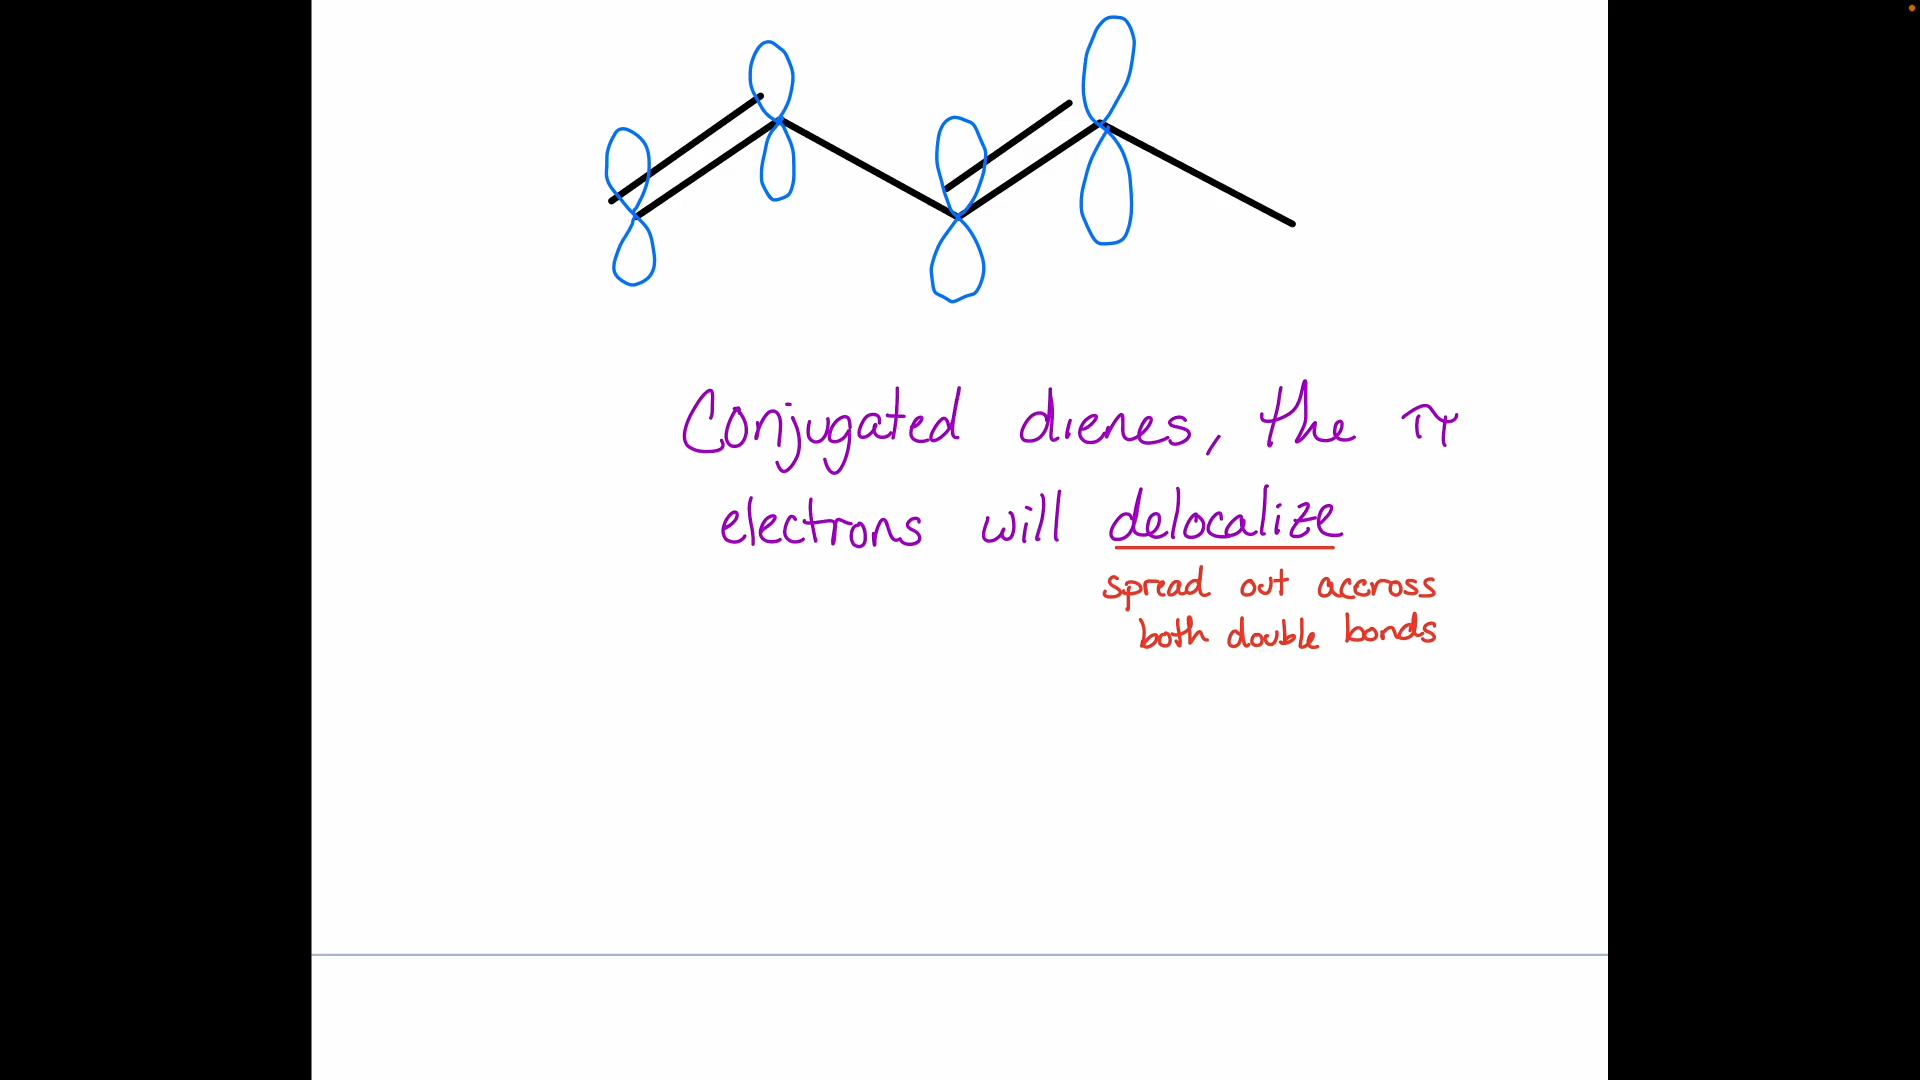 Conjugated dienes, the π
electrons will delocalize
spread out accross
both double bonds